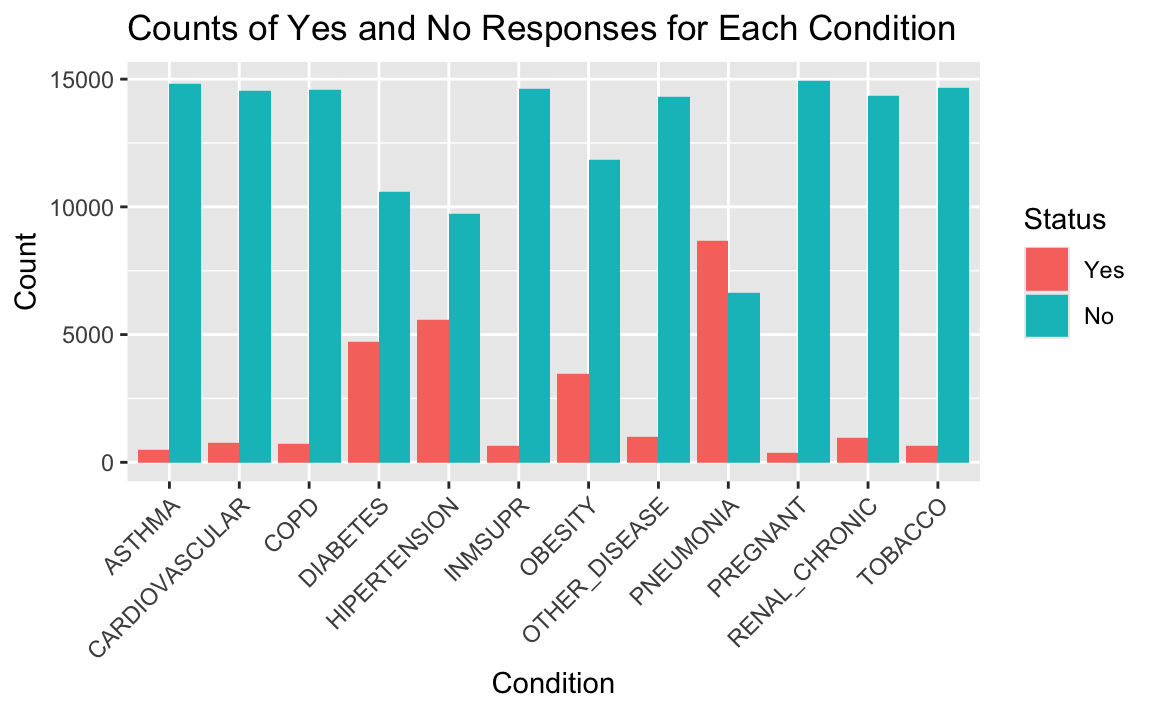 Counts of Yes and No Responses for Each Condition
15000
10000
5000
0
Count
ASTHMA
CARDIOVASCULAR
COPD
DIABETES
HIPERTENSION
INMSUPR
OBESITY
OTHER_DISEASE
PNEUMONIA
PREGNANT
RENAL_CHRONIC
TOBACCO
Condition
Status
Yes
No